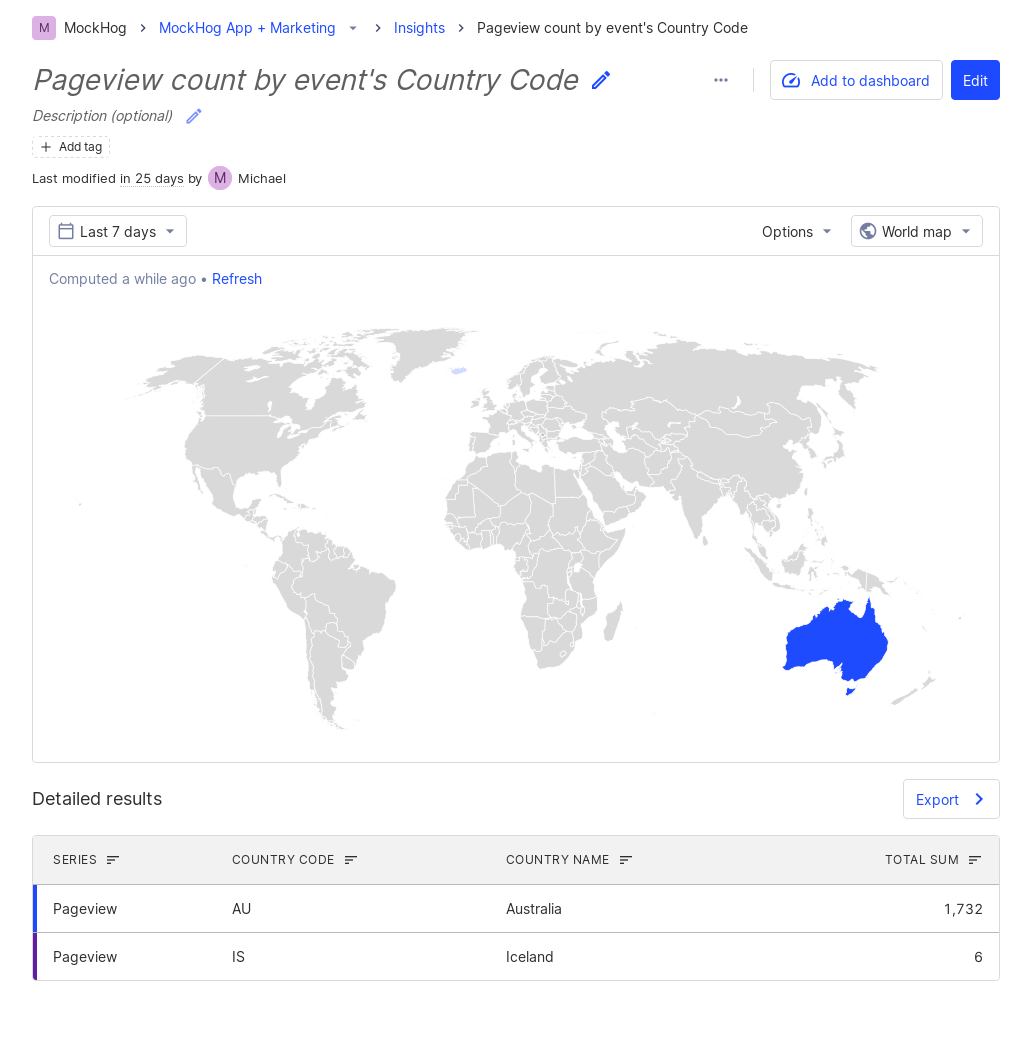 M MockHog MockHog App + Marketing Insights Pageview count by event's Country Code
Pageview count by event's Country Code
Add to dashboard
Edit
Description (optional)
Add tag
Last modified in 25 days by M Michael
Last 7 days
Options
World map
Computed a while ago • Refresh
Detailed results
Export
SERIES COUNTRY CODE COUNTRY NAME TOTAL SUM
Pageview AU Australia 1,732
Pageview IS Iceland 6